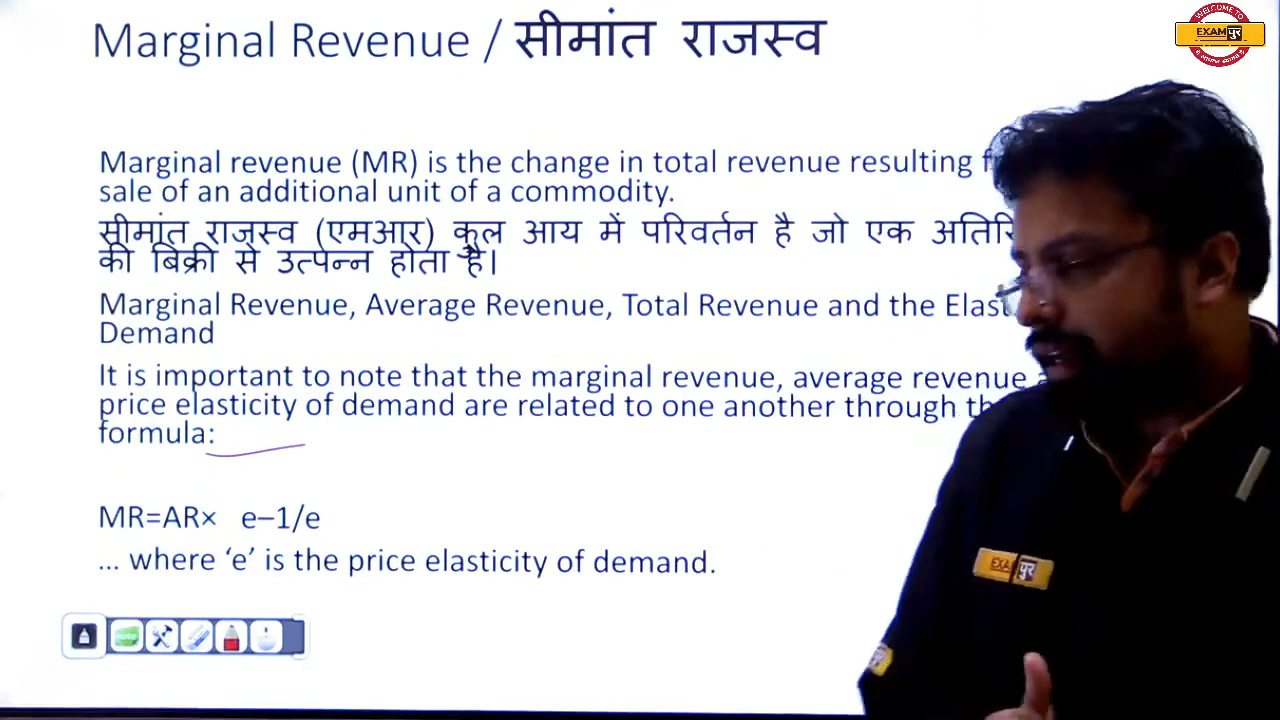 Marginal Revenue / सीमांत राजस्व
WELCOME TO
EXAM पुर
Marginal revenue (MR) is the change in total revenue resulting
sale of an additional unit of a commodity.
सीमांत राजस्व (एमआर) कुल आय में परिवर्तन है जो एक
की बिक्री से उत्पन्न होता है।
Marginal Revenue, Average Revenue, Total Revenue and the
Demand
It is important to note that the marginal revenue, average revenue
price elasticity of demand are related to one another through
formula:
MR=AR× e–1/e
... where ‘e’ is the price elasticity of demand.